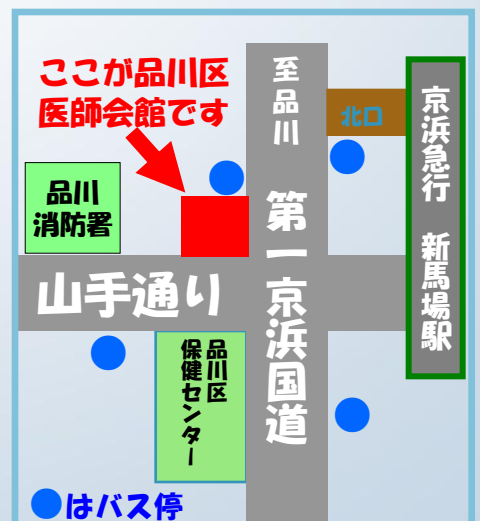 ここが品川区
医師会館です
至品川
北口
京浜急行 新馬場駅
品川
消防署
第一京浜国道
山手通り
品川区
保健センター
はバス停